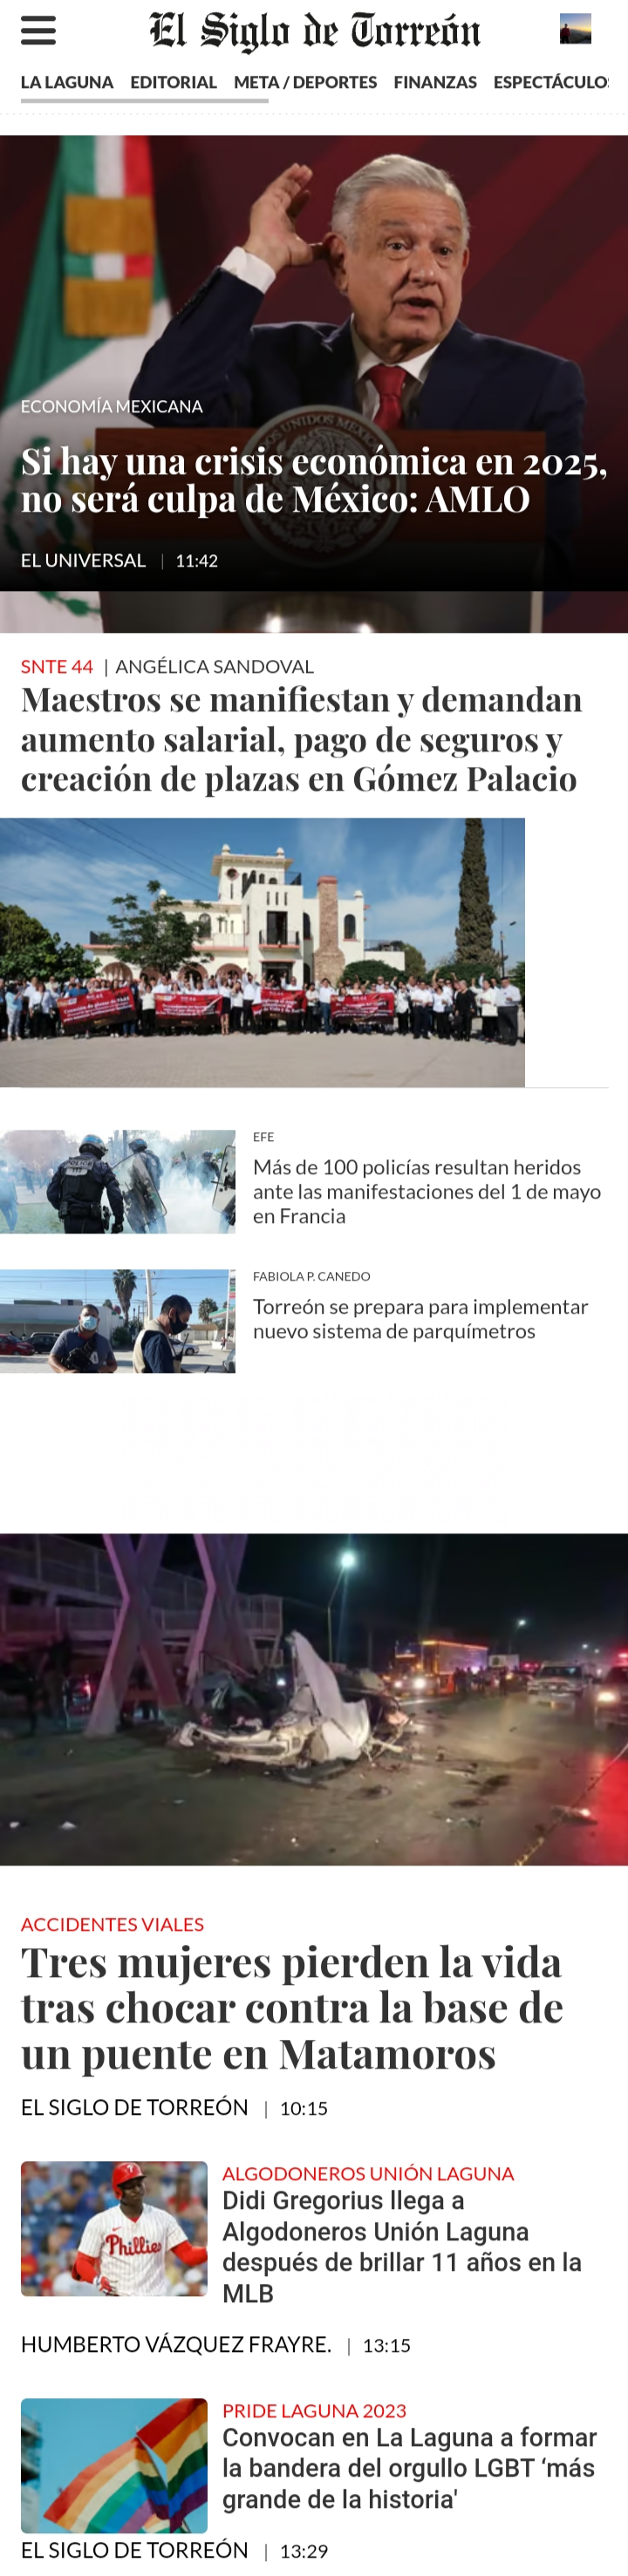 El Siglo de Torreón
LA LAGUNA EDITORIAL META / DEPORTES FINANZAS ESPECTÁCULOS
ECONOMÍA MEXICANA
Si hay una crisis económica en 2025,
no será culpa de México: AMLO
EL UNIVERSAL | 11:42
SNTE 44 | ANGÉLICA SANDOVAL
Maestros se manifiestan y demandan
aumento salarial, pago de seguros y
creación de plazas en Gómez Palacio
EFE
Más de 100 policías resultan heridos
ante las manifestaciones del 1 de mayo
en Francia
POLICE
FABIOLA P. CANEDO
Torreón se prepara para implementar
nuevo sistema de parquímetros
ACCIDENTES VIALES
Tres mujeres pierden la vida
tras chocar contra la base de
un puente en Matamoros
EL SIGLO DE TORREÓN | 10:15
Phillies
ALGODONEROS UNIÓN LAGUNA
Didi Gregorius llega a
Algodoneros Unión Laguna
después de brillar 11 años en la
MLB
HUMBERTO VÁZQUEZ FRAYRE. | 13:15
PRIDE LAGUNA 2023
Convocan en La Laguna a formar
la bandera del orgullo LGBT ‘más
grande de la historia'
EL SIGLO DE TORREÓN | 13:29